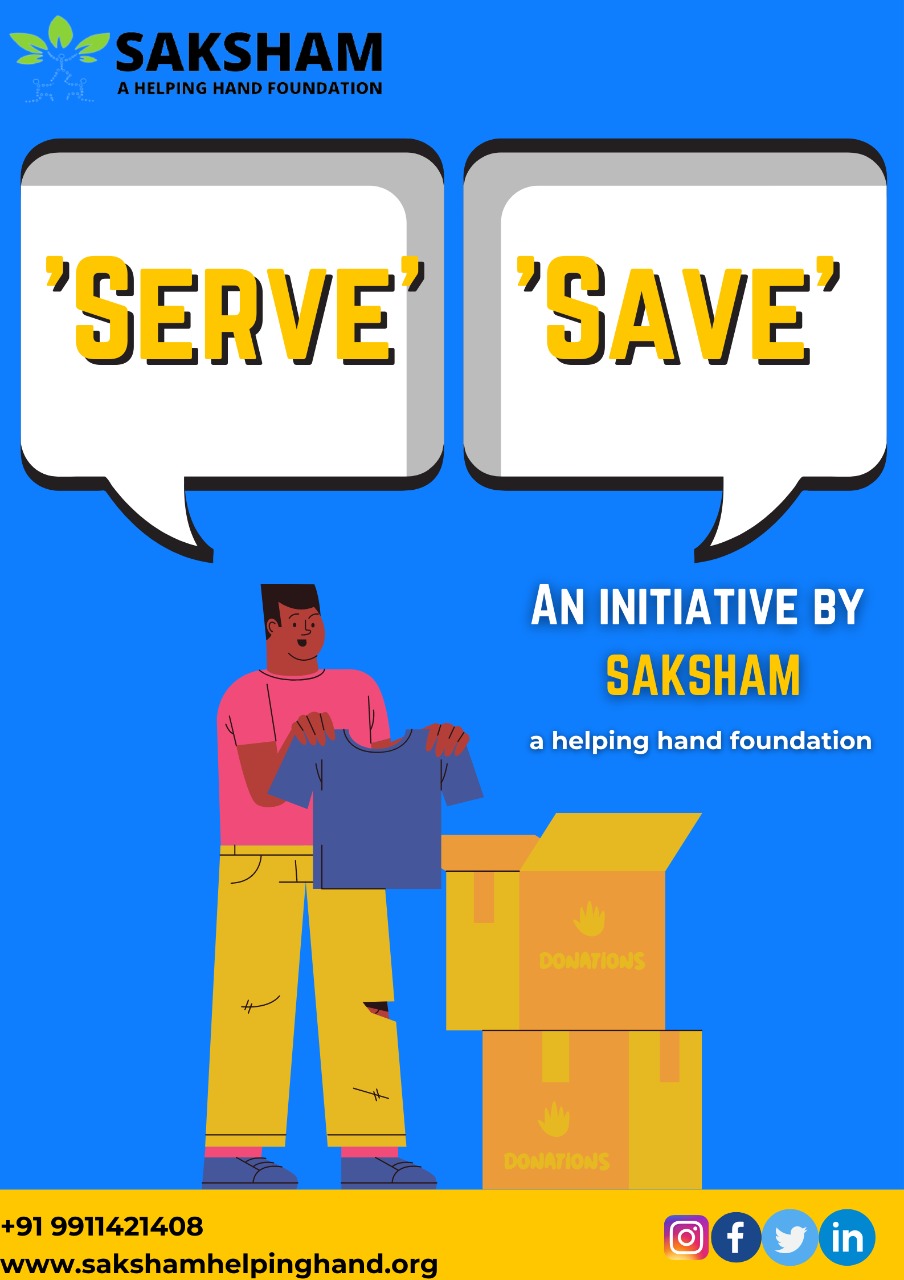 SAKSHAM
A HELPING HAND FOUNDATION
’SERVE’
’SAVE’
AN INITIATIVE BY
SAKSHAM
a helping hand foundation
DONATIONS
DONATIONS
+91 9911421408
www.sakshamhelpinghand.org